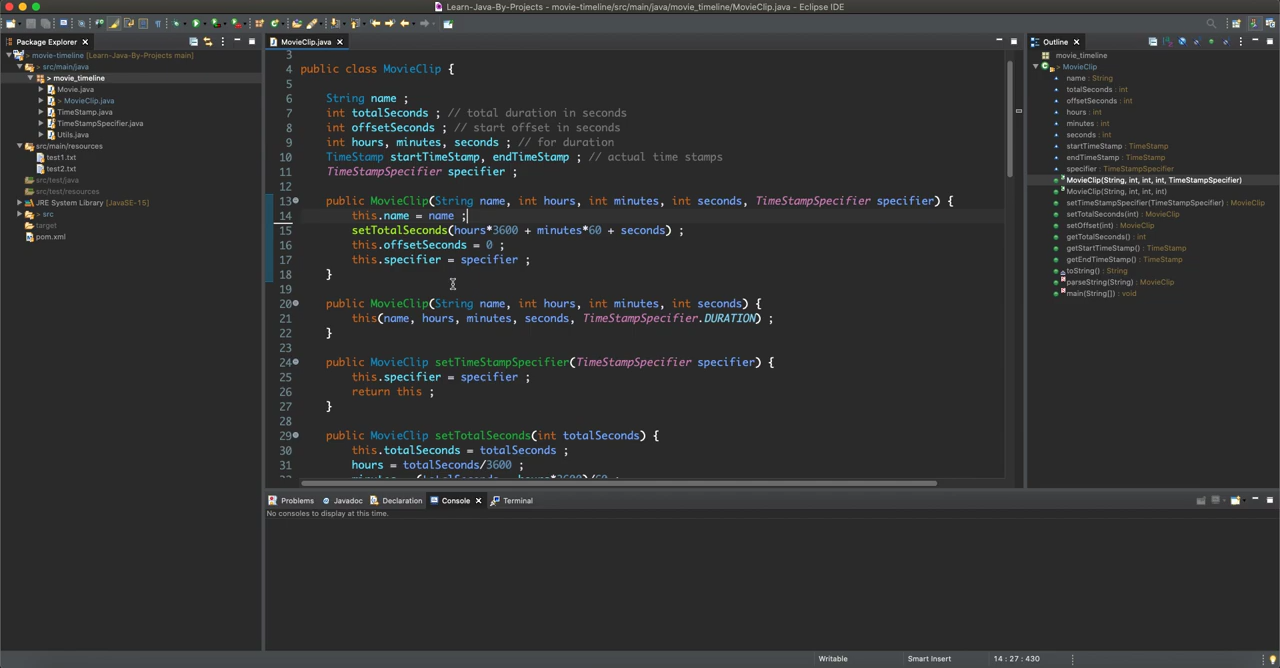 Learn-Java-By-Projects - movie-timeline/src/main/java/movie_timeline/MovieClip.java - Eclipse IDE
Package Explorer
movie-timeline [Learn-Java-By-Projects main]
> src/main/java
> movie_timeline
Movie.java
> MovieClip.java
TimeStamp.java
TimeStampSpecifier.java
Utils.java
src/main/resources
test1.txt
test2.txt
src/test/java
src/test/resources
JRE System Library [JavaSE-15]
> src
target
pom.xml
MovieClip.java
3
4 public class MovieClip {
5
6 String name ;
7 int totalSeconds ; // total duration in seconds
8 int offsetSeconds ; // start offset in seconds
9 int hours, minutes, seconds ; // for duration
10 TimeStamp startTimeStamp, endTimeStamp ; // actual time stamps
11 TimeStampSpecifier specifier ;
12
13 public MovieClip(String name, int hours, int minutes, int seconds, TimeStampSpecifier specifier) {
14 this.name = name ;
15 setTotalSeconds(hours*3600 + minutes*60 + seconds) ;
16 this.offsetSeconds = 0 ;
17 this.specifier = specifier ;
18 }
19
20 public MovieClip(String name, int hours, int minutes, int seconds) {
21 this(name, hours, minutes, seconds, TimeStampSpecifier.DURATION) ;
22 }
23
24 public MovieClip setTimeStampSpecifier(TimeStampSpecifier specifier) {
25 this.specifier = specifier ;
26 return this ;
27 }
28
29 public MovieClip setTotalSeconds(int totalSeconds) {
30 this.totalSeconds = totalSeconds ;
31 hours = totalSeconds/3600 ;
Outline
movie_timeline
> MovieClip
name : String
totalSeconds : int
offsetSeconds : int
hours : int
minutes : int
seconds : int
startTimeStamp : TimeStamp
endTimeStamp : TimeStamp
specifier : TimeStampSpecifier
MovieClip(String, int, int, int, TimeStampSpecifier)
MovieClip(String, int, int, int)
setTimeStampSpecifier(TimeStampSpecifier) : MovieClip
setTotalSeconds(int) : MovieClip
setOffset(int) : MovieClip
getTotalSeconds() : int
getStartTimeStamp() : TimeStamp
getEndTimeStamp() : TimeStamp
toString() : String
parseString(String) : MovieClip
main(String[]) : void
Problems Javadoc Declaration Console Terminal
No consoles to display at this time.
Writable Smart Insert 14 : 27 : 430